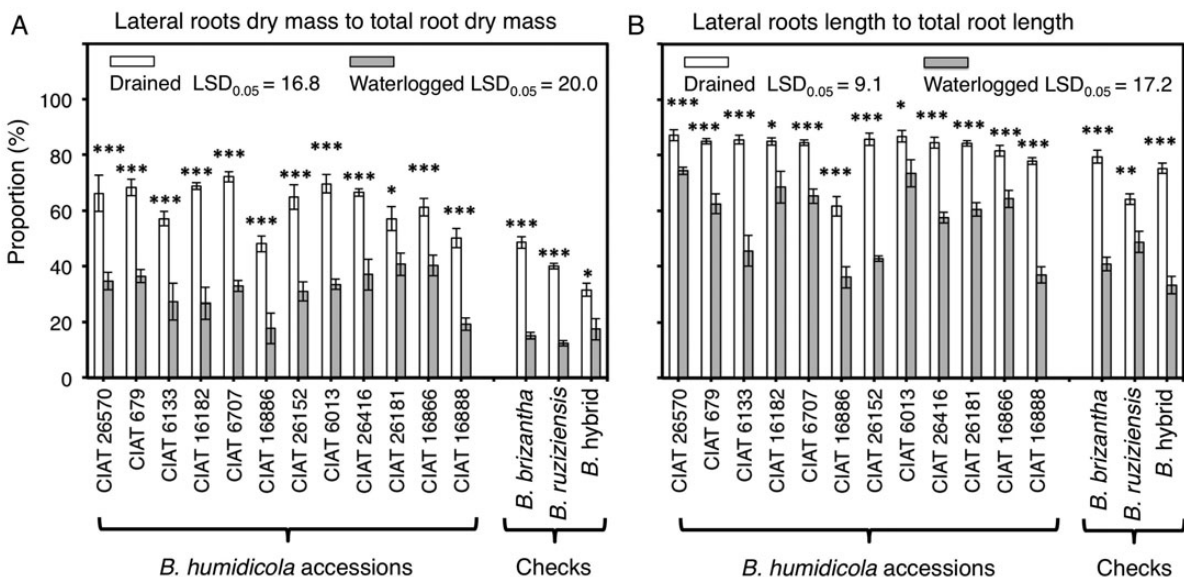 A Lateral roots dry mass to total root dry mass
Drained LSD0.05 = 16.8 Waterlogged LSD0.05 = 20.0
Proportion (%)
100
80
60
40
20
0
*** *** *** *** *** *** *** *** *** * *** *** *** *** *
CIAT 26570
CIAT 679
CIAT 6133
CIAT 16182
CIAT 6707
CIAT 16886
CIAT 26152
CIAT 6013
CIAT 26416
CIAT 26181
CIAT 16866
CIAT 16888
B. brizantha
B. ruziziensis
B. hybrid
B. humidicola accessions
Checks
B Lateral roots length to total root length
Drained LSD0.05 = 9.1 Waterlogged LSD0.05 = 17.2
*** *** *** * *** *** *** * *** *** *** *** *** ** ***
CIAT 26570
CIAT 679
CIAT 6133
CIAT 16182
CIAT 6707
CIAT 16886
CIAT 26152
CIAT 6013
CIAT 26416
CIAT 26181
CIAT 16866
CIAT 16888
B. brizantha
B. ruziziensis
B. hybrid
B. humidicola accessions
Checks